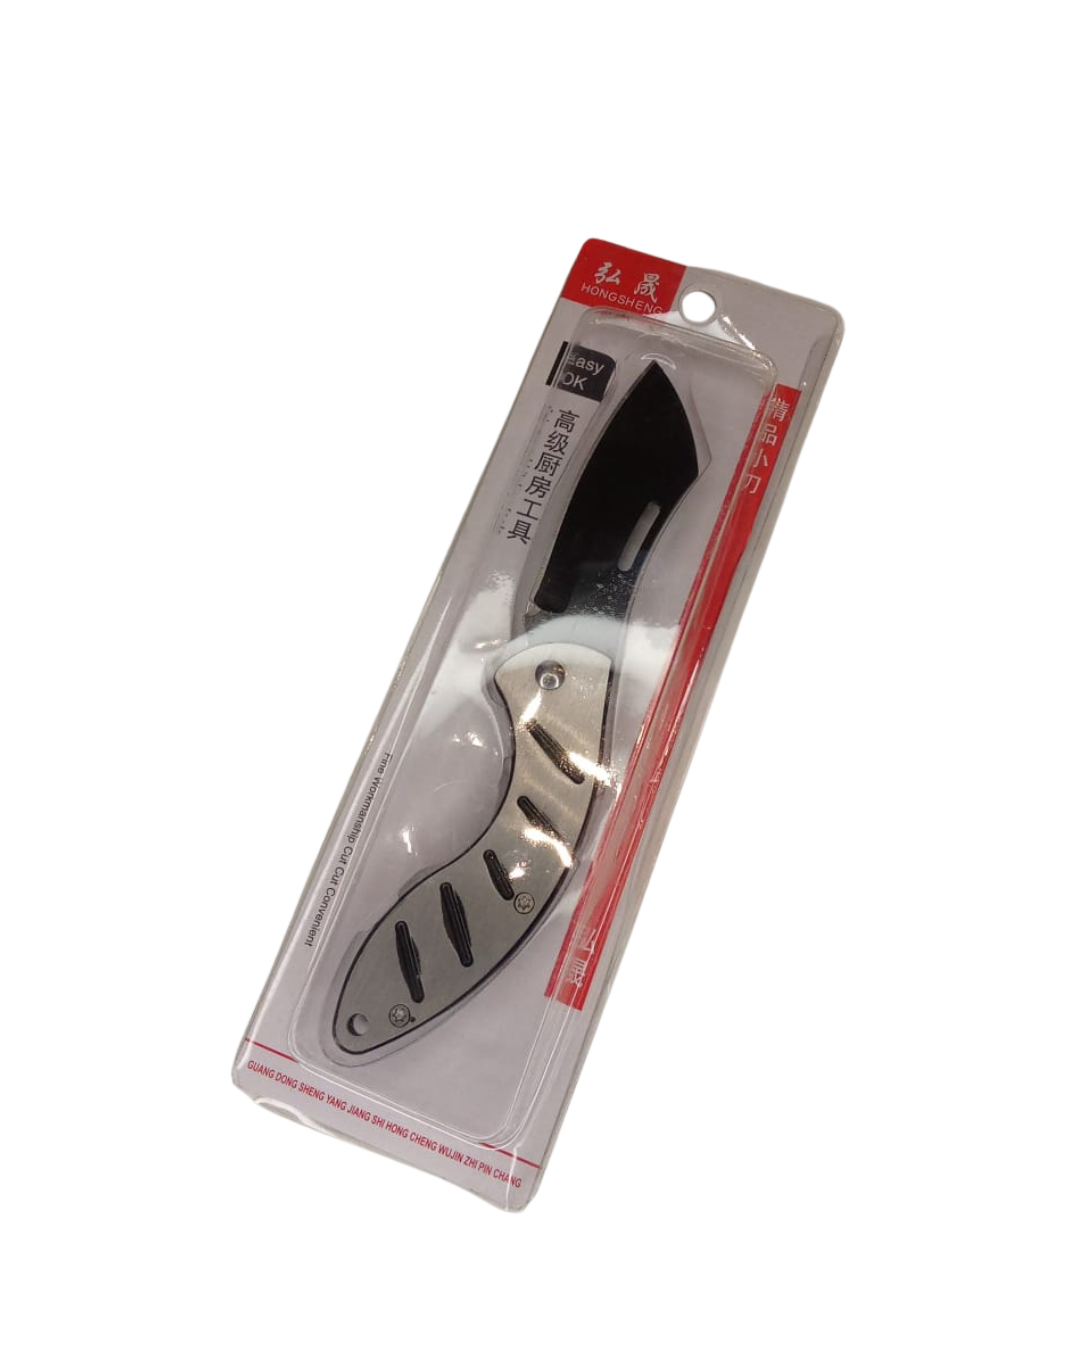 弘晟
HONGSHENG
Easy
OK
高级厨房工具
精品小刀
Fine Workmanship Cut Cut Convenient
弘晟
GUANG DONG SHENG YANG JIANG SHI HONG CHENG WUJIN ZHI PIN CHANG